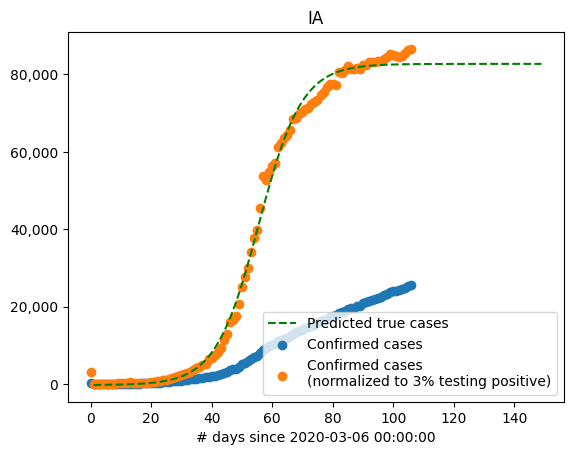 IA
80,000
60,000
40,000
20,000
0
Predicted true cases
Confirmed cases
Confirmed cases
(normalized to 3% testing positive)
0 20 40 60 80 100 120 140
# days since 2020-03-06 00:00:00